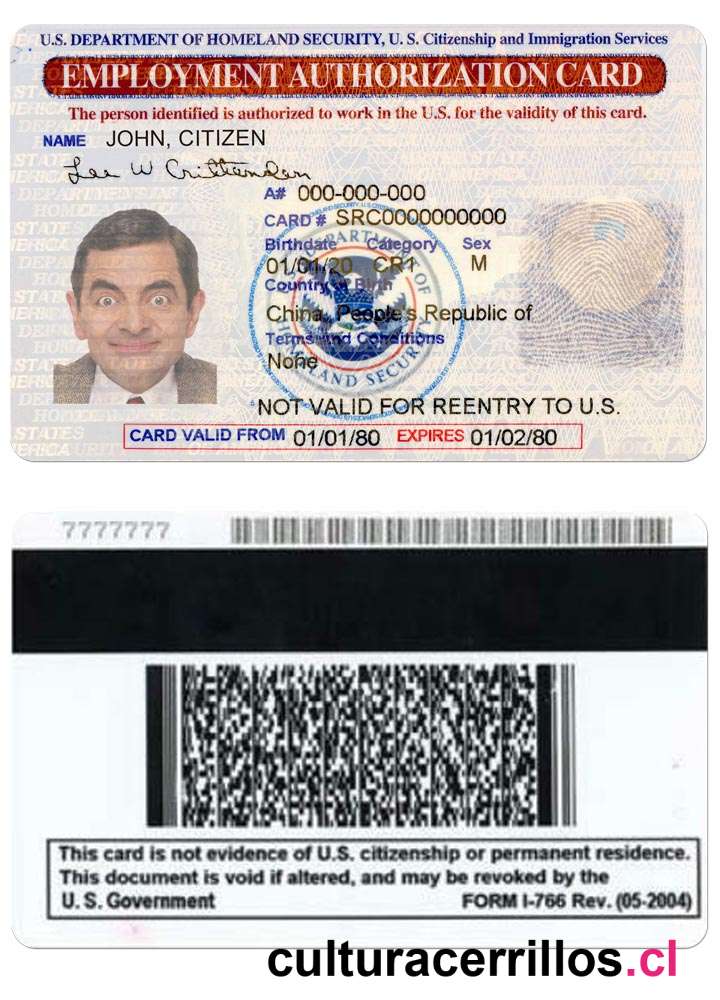 U.S. DEPARTMENT OF HOMELAND SECURITY, U. S. Citizenship and Immigration Services
EMPLOYMENT AUTHORIZATION CARD
The person identified is authorized to work in the U.S. for the validity of this card.
NAME JOHN, CITIZEN
Lee W Crittenden
A# 000-000-000
CARD # SRC0000000000
Birthdate Category Sex
01/01/20 CR1 M
Country of Birth
China, People's Republic of
Terms and Conditions
None
DEPARTMENT OF HOMELAND SECURITY
NOT VALID FOR REENTRY TO U.S.
CARD VALID FROM 01/01/80 EXPIRES 01/02/80
7777777
This card is not evidence of U.S. citizenship or permanent residence.
This document is void if altered, and may be revoked by the
U. S. Government FORM I-766 Rev. (05-2004)
culturacerrillos.cl